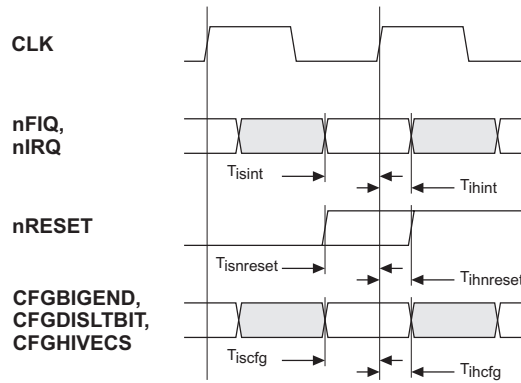 CLK
nFIQ,
nIRQ
Tisint
Tihint
nRESET
Tisnreset
Tihnreset
CFGBIGEND,
CFGDISLTBIT,
CFGHIVECS
Tiscfg
Tihcfg